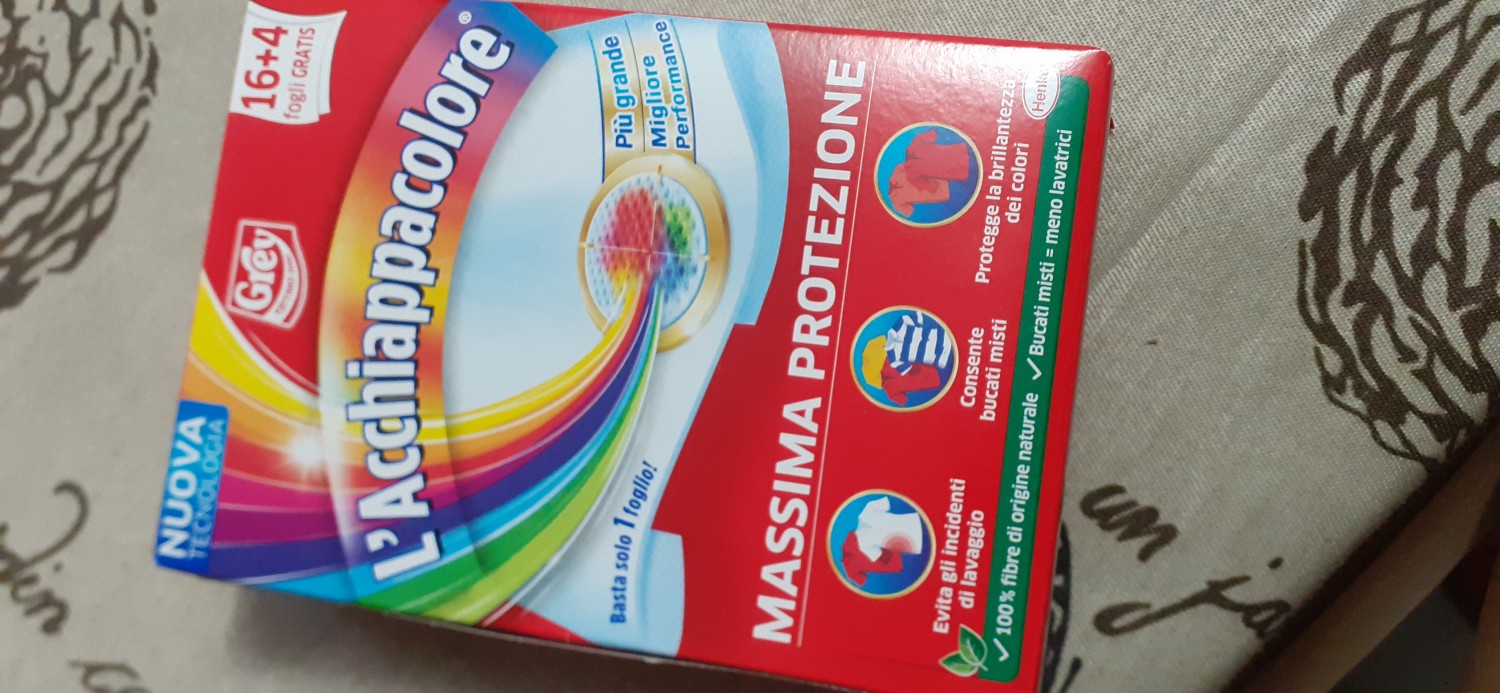 16+4
fogli GRATIS
Grey
L'Acchiappacolore®
NUOVA
TECNOLOGIA
Più grande
Migliore
Performance
Basta solo 1 foglio!
MASSIMA PROTEZIONE
Evita gli incidenti
di lavaggio
Consente
bucati misti
Protegge la brillantezza
dei colori
Henkel
✓ 100% fibre di origine naturale ✓ Bucati misti = meno lavatrici
un ja